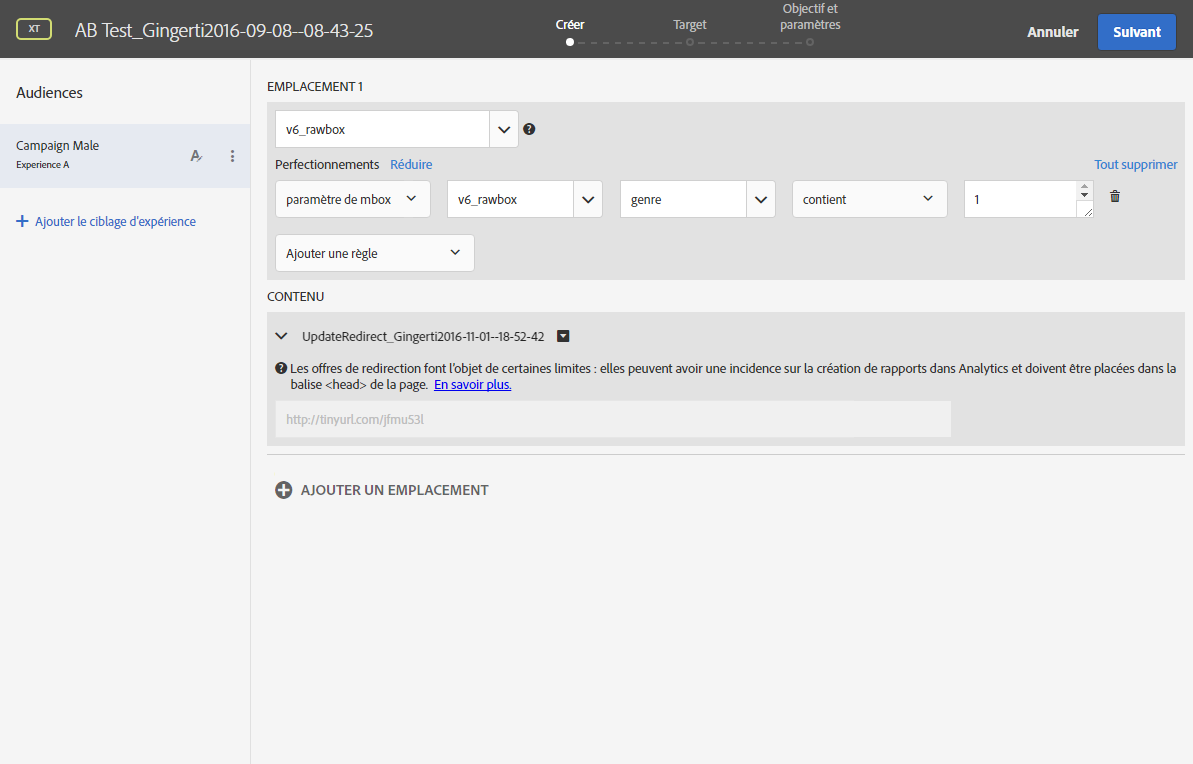 XT
AB Test_Gingerti2016-09-08--08-43-25
Créer
Target
Objectif et
paramètres
Annuler
Suivant
Audiences
Campaign Male
Experience A
Ajouter le ciblage d'expérience
EMPLACEMENT 1
v6_rawbox
Perfectionnements Réduire
Tout supprimer
paramètre de mbox
v6_rawbox
genre
contient
1
Ajouter une règle
CONTENU
UpdateRedirect_Gingerti2016-11-01--18-52-42
Les offres de redirection font l'objet de certaines limites : elles peuvent avoir une incidence sur la création de rapports dans Analytics et doivent être placées dans la
balise <head> de la page. En savoir plus.
http://tinyurl.com/jfmu53l
AJOUTER UN EMPLACEMENT